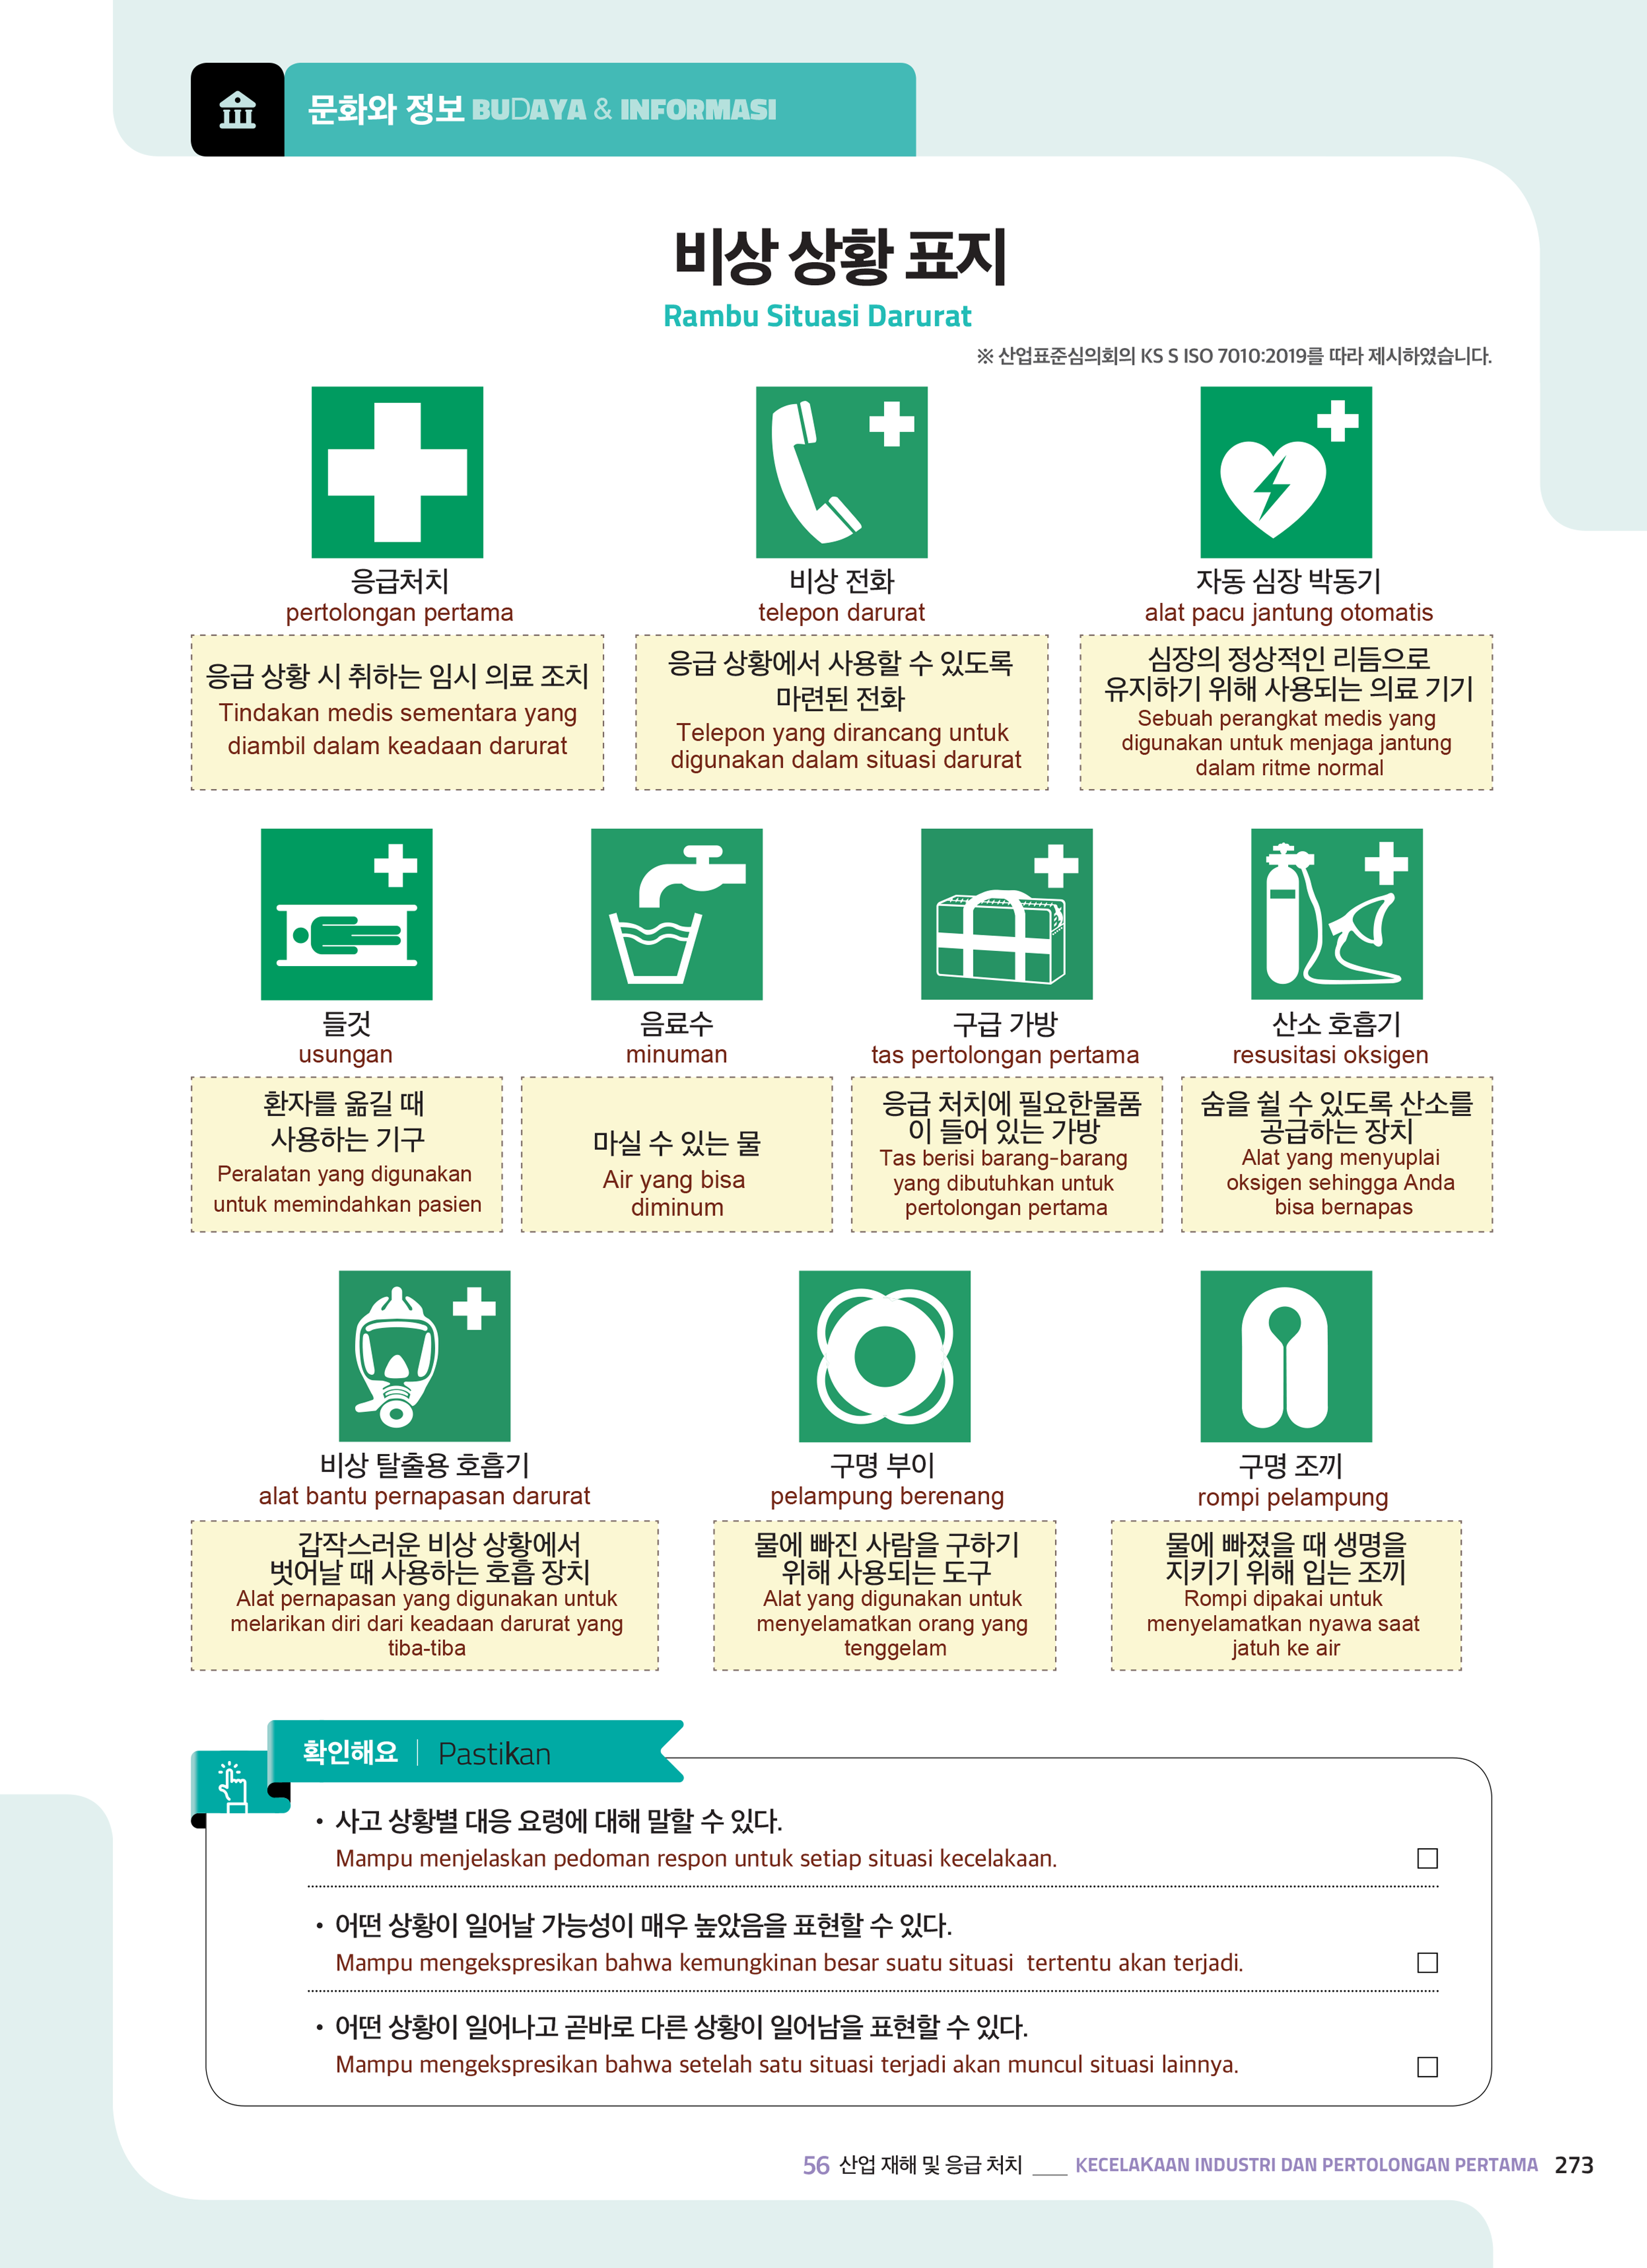 문화와 정보 BUDAYA & INFORMASI
비상 상황 표지
Rambu Situasi Darurat
※ 산업표준심의회의 KS S ISO 7010:2019를 따라 제시하였습니다.
응급처치
pertolongan pertama
응급 상황 시 취하는 임시 의료 조치
Tindakan medis sementara yang
diambil dalam keadaan darurat
비상 전화
telepon darurat
응급 상황에서 사용할 수 있도록
마련된 전화
Telepon yang dirancang untuk
digunakan dalam situasi darurat
자동 심장 박동기
alat pacu jantung otomatis
심장의 정상적인 리듬으로
유지하기 위해 사용되는 의료 기기
Sebuah perangkat medis yang
digunakan untuk menjaga jantung
dalam ritme normal
들것
usungan
환자를 옮길 때
사용하는 기구
Peralatan yang digunakan
untuk memindahkan pasien
음료수
minuman
마실 수 있는 물
Air yang bisa
diminum
구급 가방
tas pertolongan pertama
응급 처치에 필요한물품
이 들어 있는 가방
Tas berisi barang-barang
yang dibutuhkan untuk
pertolongan pertama
산소 호흡기
resusitasi oksigen
숨을 쉴 수 있도록 산소를
공급하는 장치
Alat yang menyuplai
oksigen sehingga Anda
bisa bernapas
비상 탈출용 호흡기
alat bantu pernapasan darurat
갑작스러운 비상 상황에서
벗어날 때 사용하는 호흡 장치
Alat pernapasan yang digunakan untuk
melarikan diri dari keadaan darurat yang
tiba-tiba
구명 부이
pelampung berenang
물에 빠진 사람을 구하기
위해 사용되는 도구
Alat yang digunakan untuk
menyelamatkan orang yang
tenggelam
구명 조끼
rompi pelampung
물에 빠졌을 때 생명을
지키기 위해 입는 조끼
Rompi dipakai untuk
menyelamatkan nyawa saat
jatuh ke air
확인해요 | Pastikan
• 사고 상황별 대응 요령에 대해 말할 수 있다.
Mampu menjelaskan pedoman respon untuk setiap situasi kecelakaan.
• 어떤 상황이 일어날 가능성이 매우 높았음을 표현할 수 있다.
Mampu mengekspresikan bahwa kemungkinan besar suatu situasi tertentu akan terjadi.
• 어떤 상황이 일어나고 곧바로 다른 상황이 일어남을 표현할 수 있다.
Mampu mengekspresikan bahwa setelah satu situasi terjadi akan muncul situasi lainnya.
56 산업 재해 및 응급 처치 ___ KECELAKAAN INDUSTRI DAN PERTOLONGAN PERTAMA 273